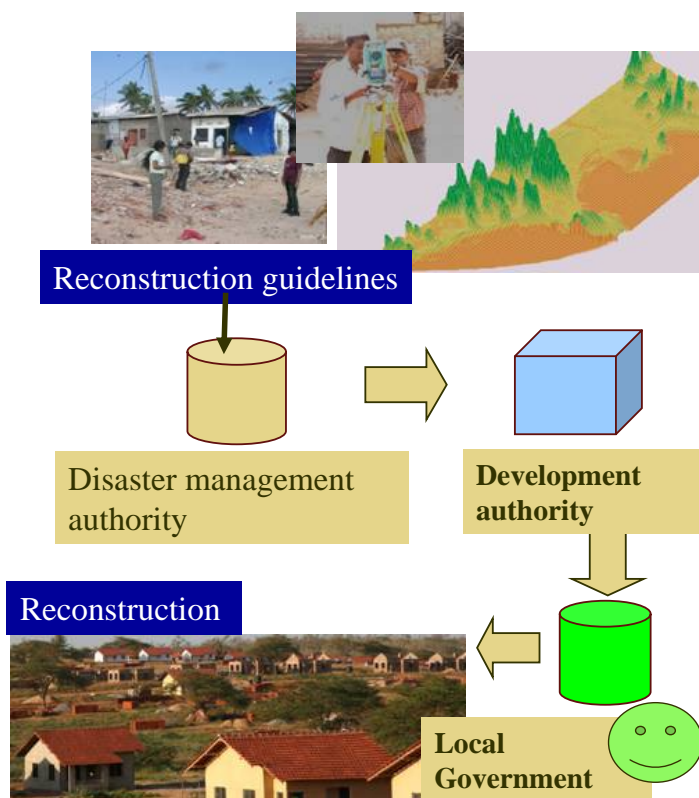 Reconstruction guidelines
Disaster management
authority
Development
authority
Reconstruction
Local
Government